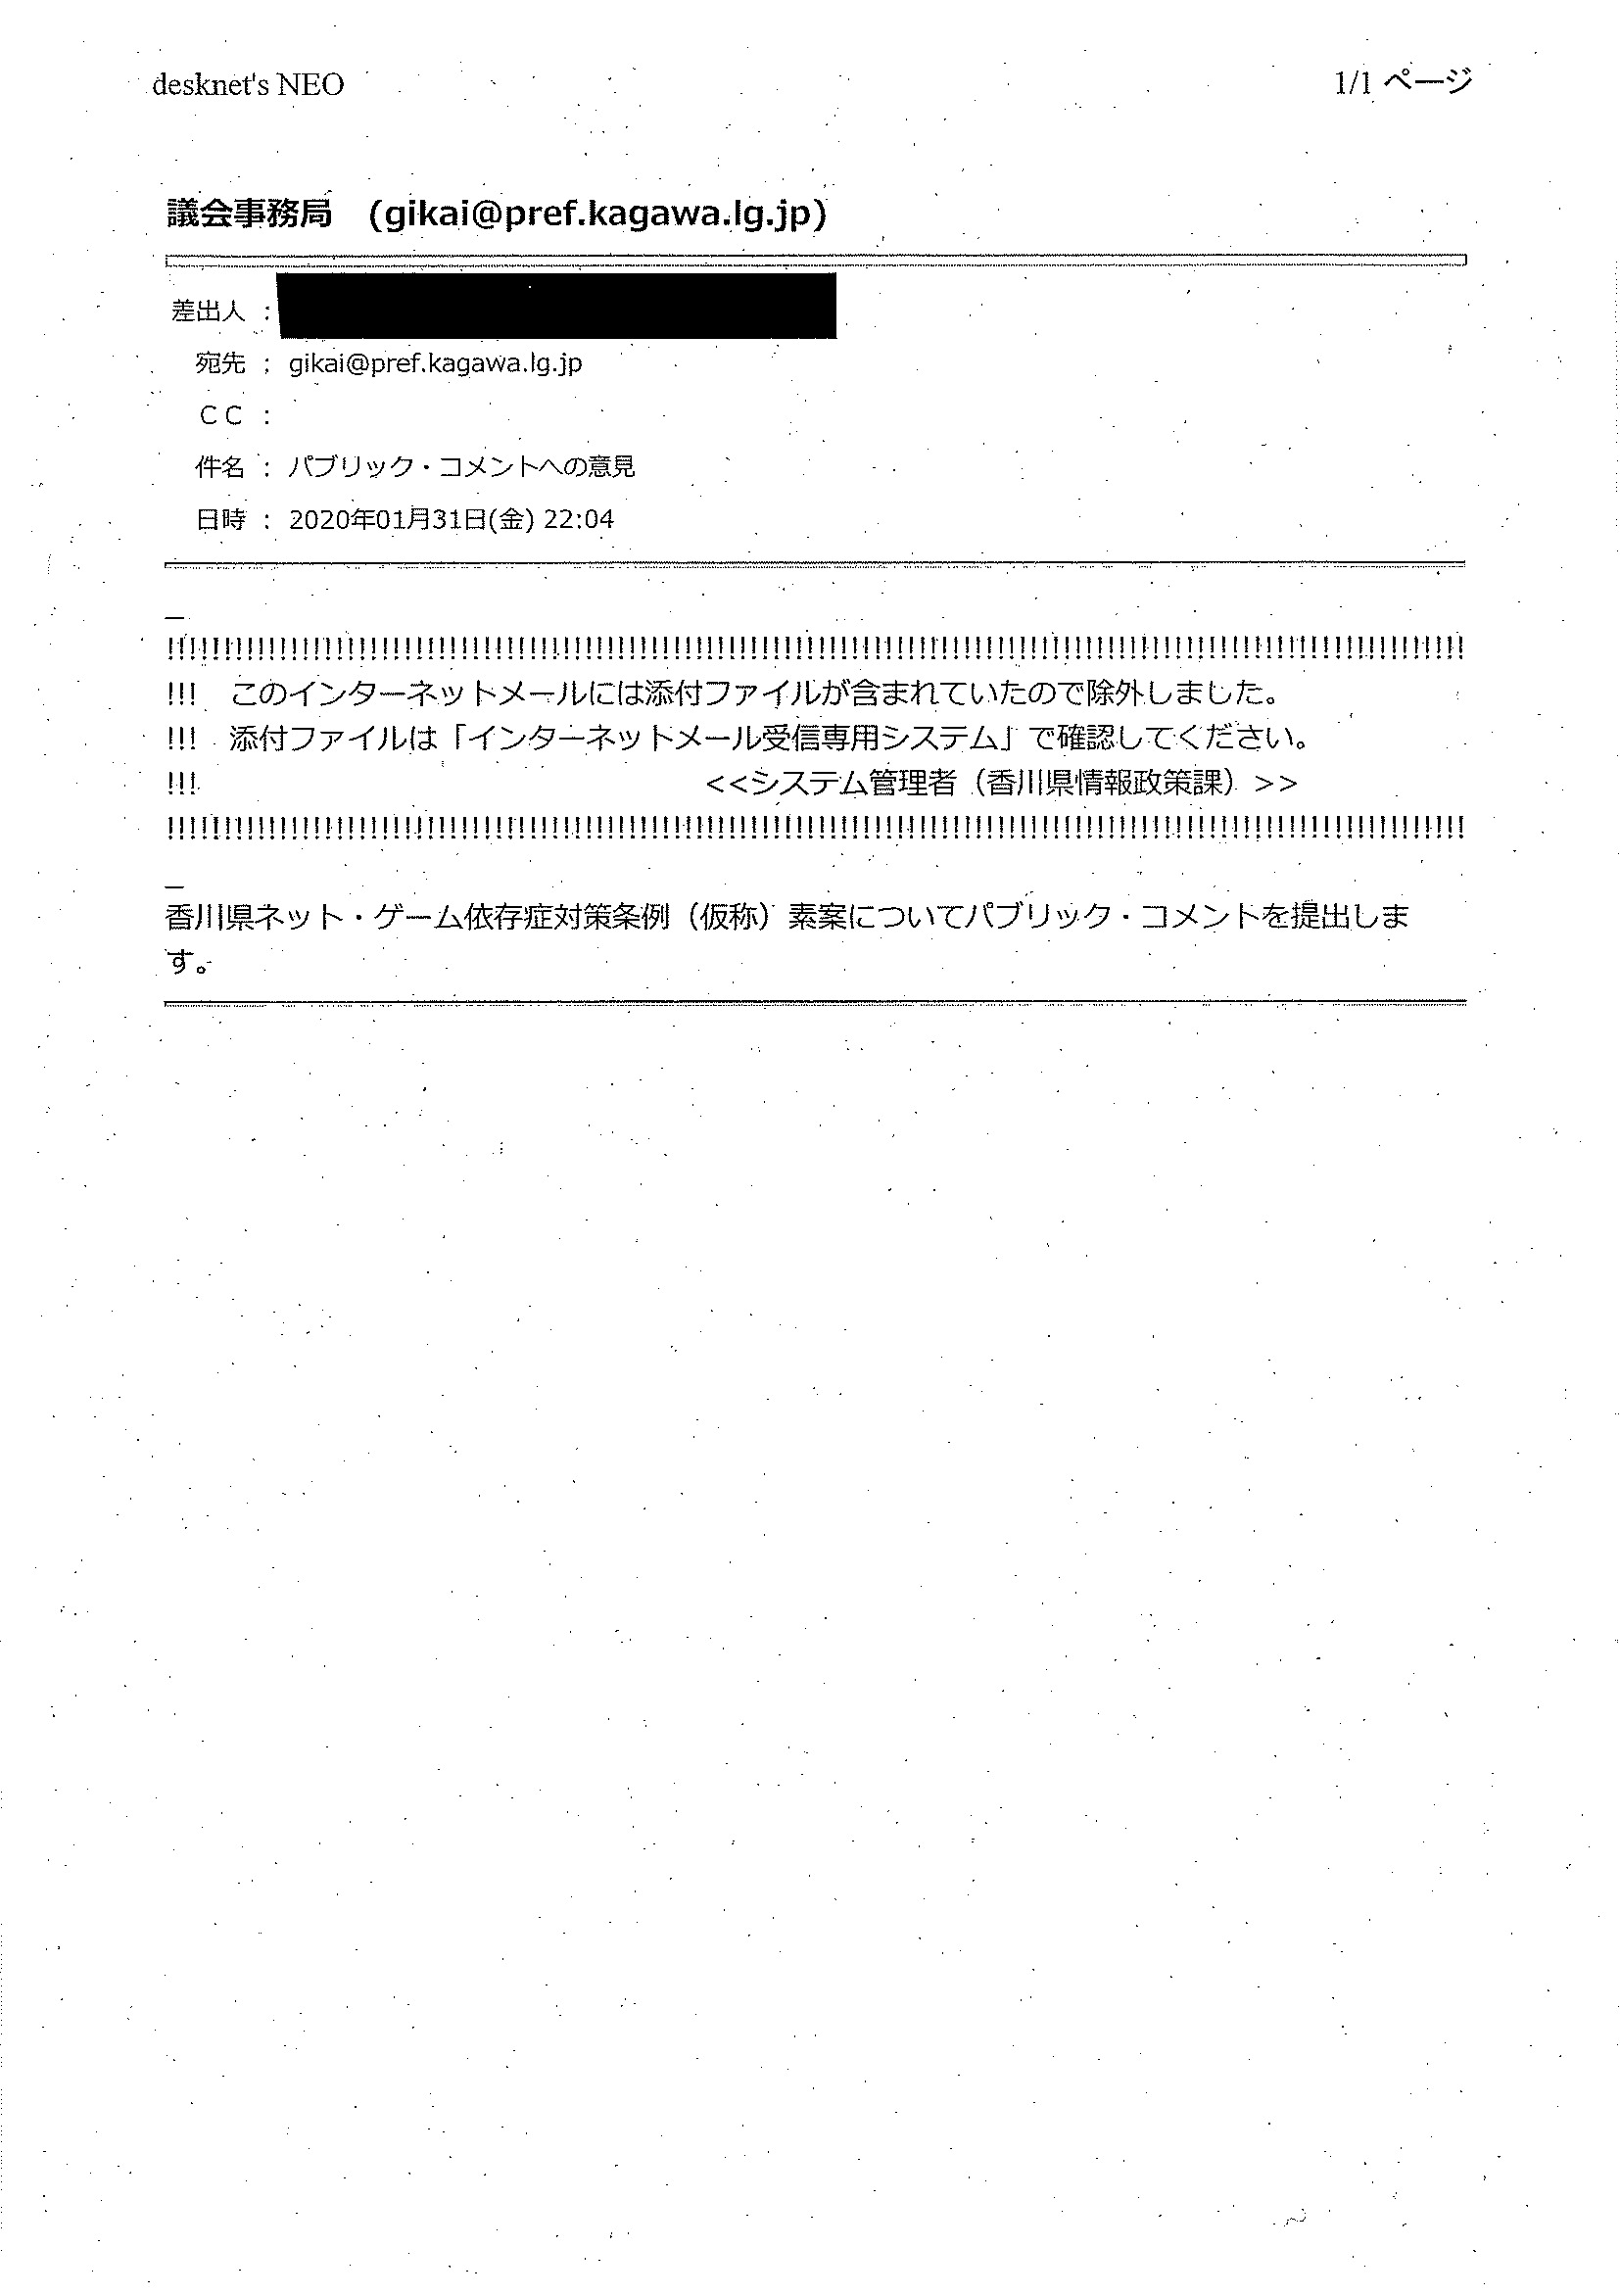 desknet's NEO
1/1 ページ
議会事務局　(gikai@pref.kagawa.lg.jp)
差出人 :
宛先 : gikai@pref.kagawa.lg.jp
ＣＣ :
件名 : パブリック・コメントへの意見
日時 : 2020年01月31日(金) 22:04
_
!!!!!!!!!!!!!!!!!!!!!!!!!!!!!!!!!!!!!!!!!!!!!!!!!!!!!!!!!!!!!!!!!!!!!!!!!!!!!!!!!!!!!!!!!!!!!!!!!!!!!!!!!!!!!!!!!!
!!!　このインターネットメールには添付ファイルが含まれていたので除外しました。
!!!　添付ファイルは「インターネットメール受信専用システム」で確認してください。
!!!　　　　　　　　　　　　　　　　　<<システム管理者（香川県情報政策課）>>
!!!!!!!!!!!!!!!!!!!!!!!!!!!!!!!!!!!!!!!!!!!!!!!!!!!!!!!!!!!!!!!!!!!!!!!!!!!!!!!!!!!!!!!!!!!!!!!!!!!!!!!!!!!!!!!!!!
_
香川県ネット・ゲーム依存症対策条例（仮称）素案についてパブリック・コメントを提出しま
す。